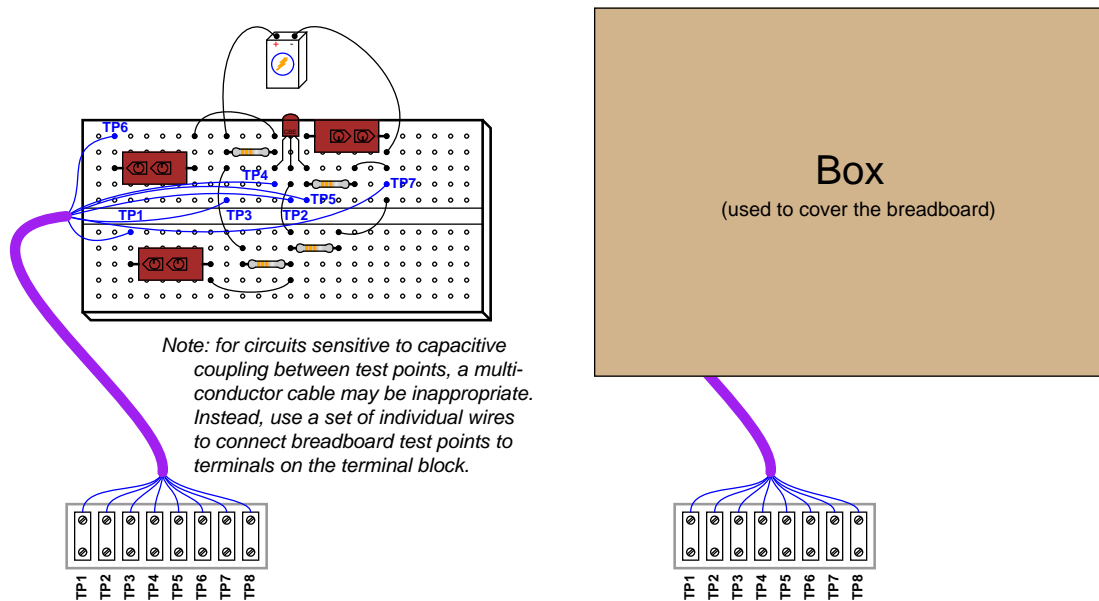 + -
CBE
TP6
TP4
TP7
TP5
TP1
TP3
TP2
Note: for circuits sensitive to capacitive
coupling between test points, a multi-
conductor cable may be inappropriate.
Instead, use a set of individual wires
to connect breadboard test points to
terminals on the terminal block.
TP1 TP2 TP3 TP4 TP5 TP6 TP7 TP8
Box
(used to cover the breadboard)
TP1 TP2 TP3 TP4 TP5 TP6 TP7 TP8